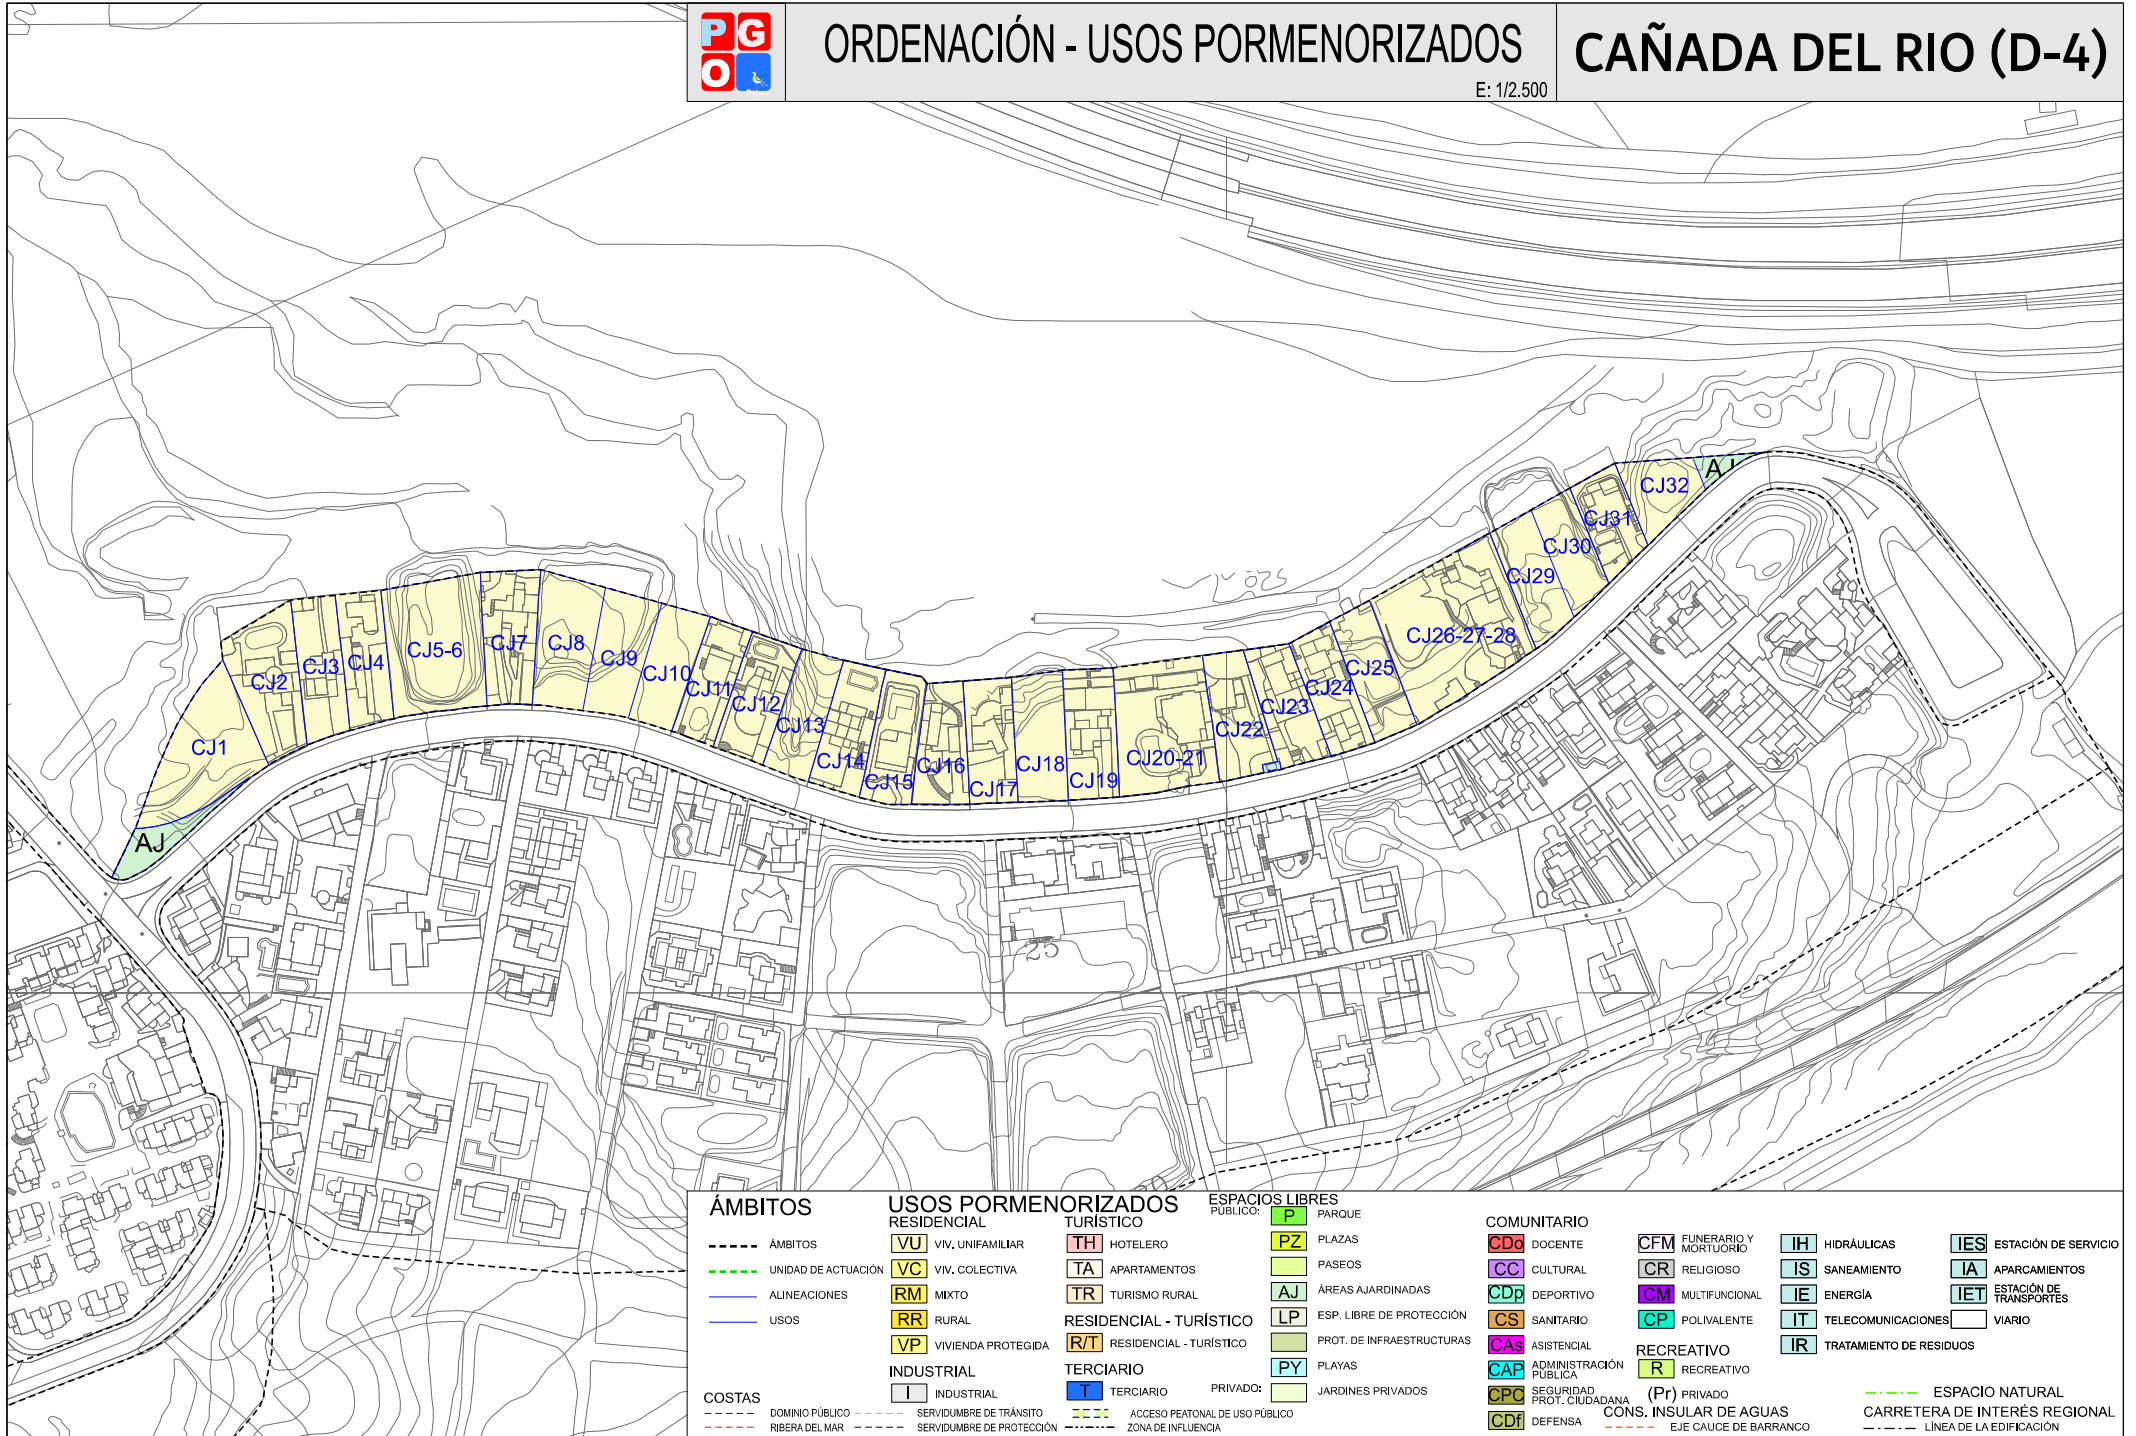 PG
O
ORDENACIÓN - USOS PORMENORIZADOS
E: 1/2.500
CAÑADA DEL RIO (D-4)
AJ
CJ32
CJ31
CJ30
CJ29
CJ26-27-28
CJ25
CJ24
CJ23
CJ22
CJ20-21
CJ19
CJ18
CJ17
CJ16
CJ15
CJ14
CJ13
CJ12
CJ11
CJ10
CJ9
CJ8
CJ7
CJ5-6
CJ4
CJ3
CJ2
CJ1
AJ
25
ÁMBITOS
ÁMBITOS
UNIDAD DE ACTUACIÓN
ALINEACIONES
USOS
COSTAS
DOMINIO PÚBLICO
RIBERA DEL MAR
SERVIDUMBRE DE TRÁNSITO
SERVIDUMBRE DE PROTECCIÓN
ACCESO PEATONAL DE USO PÚBLICO
ZONA DE INFLUENCIA
USOS PORMENORIZADOS
RESIDENCIAL
VU VIV. UNIFAMILIAR
VC VIV. COLECTIVA
RM MIXTO
RR RURAL
VP VIVIENDA PROTEGIDA
INDUSTRIAL
I INDUSTRIAL
TURÍSTICO
TH HOTELERO
TA APARTAMENTOS
TR TURISMO RURAL
RESIDENCIAL - TURÍSTICO
R/T RESIDENCIAL - TURÍSTICO
TERCIARIO
T TERCIARIO
ESPACIOS LIBRES
PÚBLICO:
P PARQUE
PZ PLAZAS
PASEOS
AJ ÁREAS AJARDINADAS
LP ESP. LIBRE DE PROTECCIÓN
PROT. DE INFRAESTRUCTURAS
PY PLAYAS
PRIVADO: JARDINES PRIVADOS
COMUNITARIO
CDo DOCENTE
CC CULTURAL
CDp DEPORTIVO
CS SANITARIO
CAs ASISTENCIAL
CAP ADMINISTRACIÓN
PÚBLICA
CPC SEGURIDAD
PROT. CIUDADANA
CDf DEFENSA
CFM FUNERARIO Y
MORTUORIO
CR RELIGIOSO
CM MULTIFUNCIONAL
CP POLIVALENTE
RECREATIVO
R RECREATIVO
(Pr) PRIVADO
CONS. INSULAR DE AGUAS
EJE CAUCE DE BARRANCO
IH HIDRÁULICAS
IS SANEAMIENTO
IE ENERGÍA
IT TELECOMUNICACIONES
IR TRATAMIENTO DE RESIDUOS
IES ESTACIÓN DE SERVICIO
IA APARCAMIENTOS
IET ESTACIÓN DE
TRANSPORTES
VIARIO
ESPACIO NATURAL
CARRETERA DE INTERÉS REGIONAL
LÍNEA DE LA EDIFICACIÓN